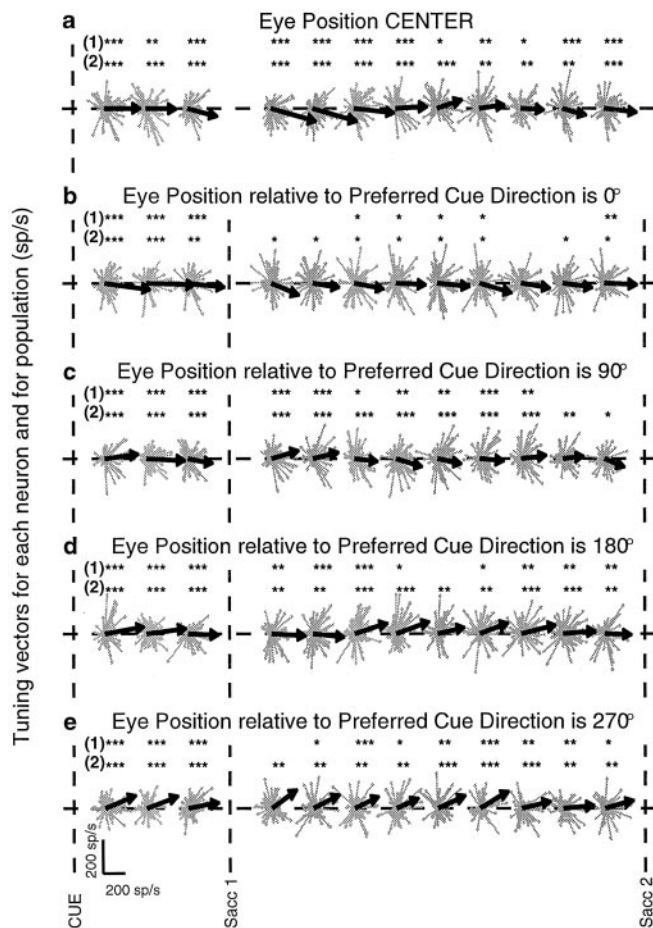 a Eye Position CENTER
(1) *** ** *** *** *** *** *** * ** * *** ***
(2) *** *** *** *** *** *** *** *** ** ** ** ***
b Eye Position relative to Preferred Cue Direction is 0°
(1) *** *** *** * * * * **
(2) *** *** ** * * * * * * * *
c Eye Position relative to Preferred Cue Direction is 90°
(1) *** *** *** *** *** * ** ** *** **
(2) *** *** *** *** *** *** *** *** *** *** ** *
d Eye Position relative to Preferred Cue Direction is 180°
(1) *** *** *** ** *** *** * * ** ** **
(2) *** *** *** ** ** *** *** ** ** *** *** **
e Eye Position relative to Preferred Cue Direction is 270°
(1) *** *** *** * *** * ** *** ** ** *
(2) *** *** *** ** ** ** ** *** *** *** ** **
Tuning vectors for each neuron and for population (sp/s)
200 sp/s
200 sp/s
CUE
Sacc 1
Sacc 2